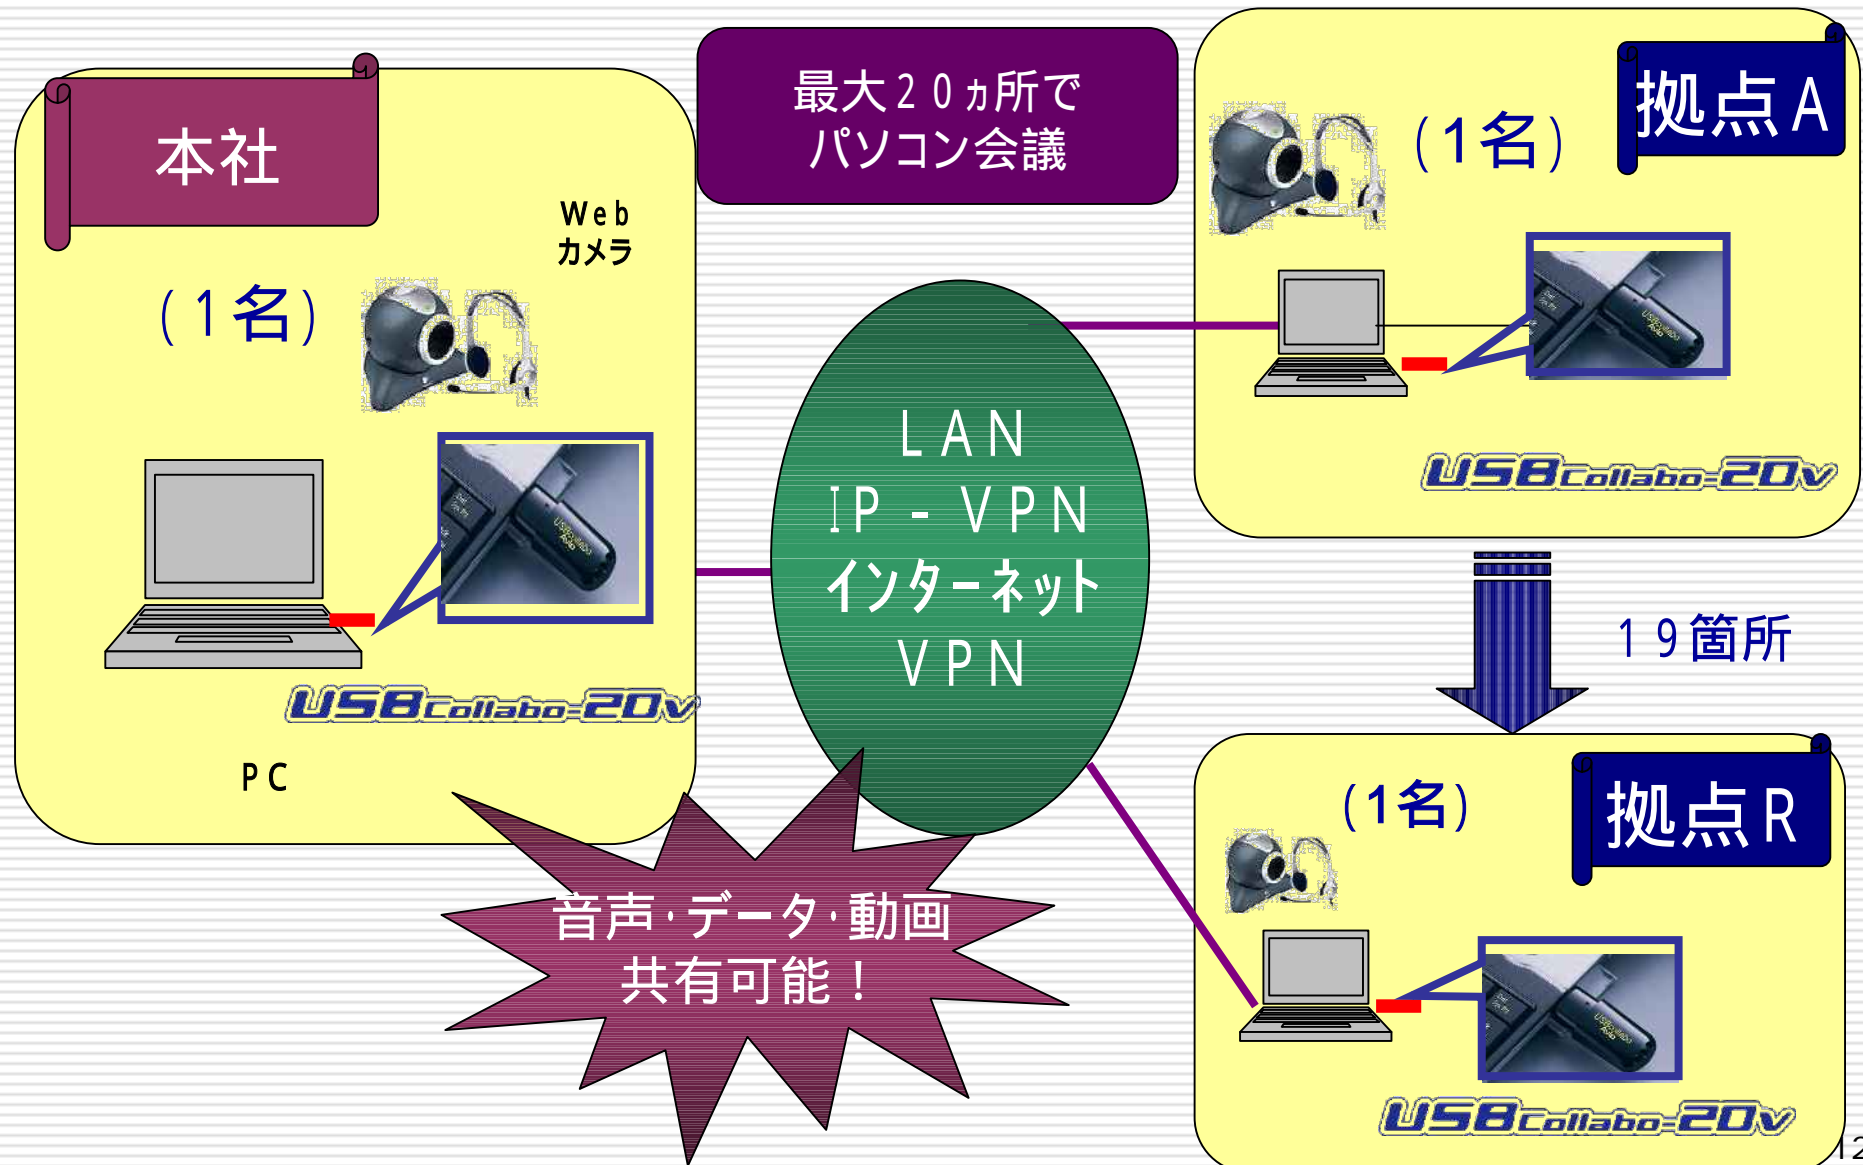 本社
Web
カメラ
(1名)
USBCollabo-20v
PC
最大20ヵ所で
パソコン会議
LAN
IP-VPN
インターネット
VPN
音声・データ・動画
共有可能!
拠点A
(1名)
USBCollabo-20v
19箇所
拠点R
(1名)
USBCollabo-20v
12